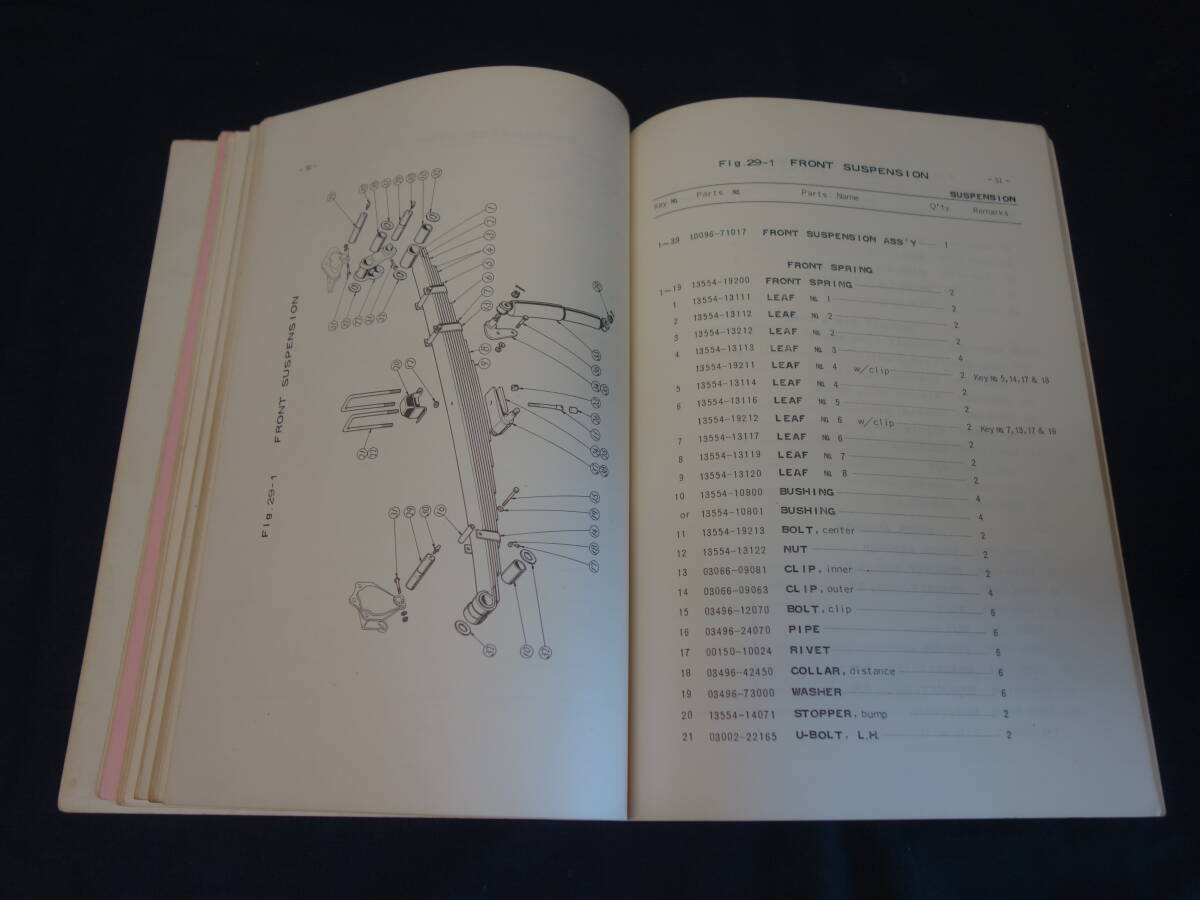 Fig. 29-1 FRONT SUSPENSION
Fig. 29-1 FRONT SUSPENSION
SUSPENSION
Key № Parts № Parts Name Q'ty Remarks
1~39 10096-71017 FRONT SUSPENSION ASS'Y 1
FRONT SPRING
1~19 13554-19200 FRONT SPRING 2
1 13554-13111 LEAF № 1 2
2 13554-13112 LEAF № 2 2
3 13554-13212 LEAF № 2 2
4 13554-13113 LEAF № 3 4
13554-19211 LEAF № 4 w/clip 2 Key № 5,14,17 & 18
5 13554-13114 LEAF № 4 2
6 13554-13116 LEAF № 5 2
13554-19212 LEAF № 6 w/clip 2 Key № 7,13,17 & 18
7 13554-13117 LEAF № 6 2
8 13554-13119 LEAF № 7 2
9 13554-13120 LEAF № 8 2
10 13554-10800 BUSHING 4
or 13554-10801 BUSHING 4
11 13554-19213 BOLT, center 2
12 13554-13122 NUT 2
13 03066-09081 CLIP, inner 2
14 03066-09063 CLIP, outer 4
15 03496-12070 BOLT, clip 6
16 03496-24070 PIPE 6
17 00150-10024 RIVET 6
18 03496-42450 COLLAR, distance 6
19 03496-73000 WASHER 6
20 13554-14071 STOPPER, bump 2
21 03002-22165 U-BOLT, L.H. 2